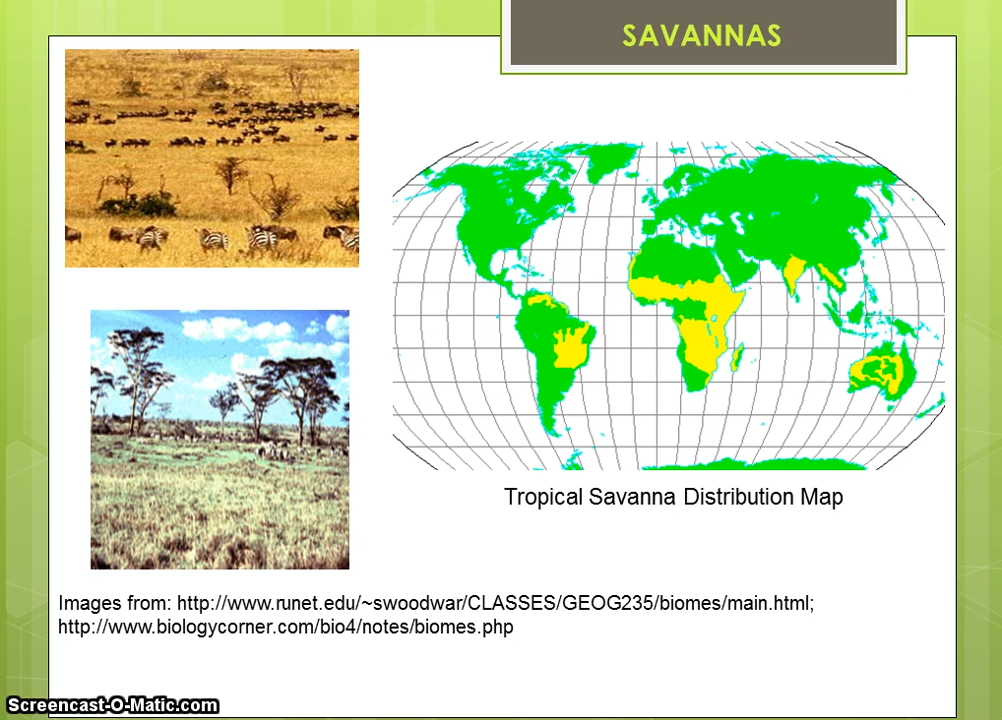 SAVANNAS
Tropical Savanna Distribution Map
Images from: http://www.runet.edu/~swoodwar/CLASSES/GEOG235/biomes/main.html;
http://www.biologycorner.com/bio4/notes/biomes.php
Screencast-O-Matic.com